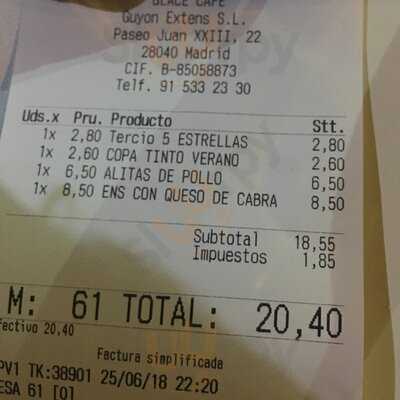 BLACE CAFE
Guyon Extens S.L.
Paseo Juan XXIII, 22
28040 Madrid
CIF. B-85058873
Telf. 91 533 23 30
Uds.x Pru. Producto Stt.
1x 2,80 Tercio 5 ESTRELLAS 2,80
1x 2,60 COPA TINTO VERANO 2,60
1x 6,50 ALITAS DE POLLO 6,50
1x 8,50 ENS CON QUESO DE CABRA 8,50
Subtotal 18,55
Impuestos 1,85
M: 61 TOTAL: 20,40
fectivo 20,40
Factura simplificada
PV1 TK:38901 25/06/18 22:20
ESA 61 [0]